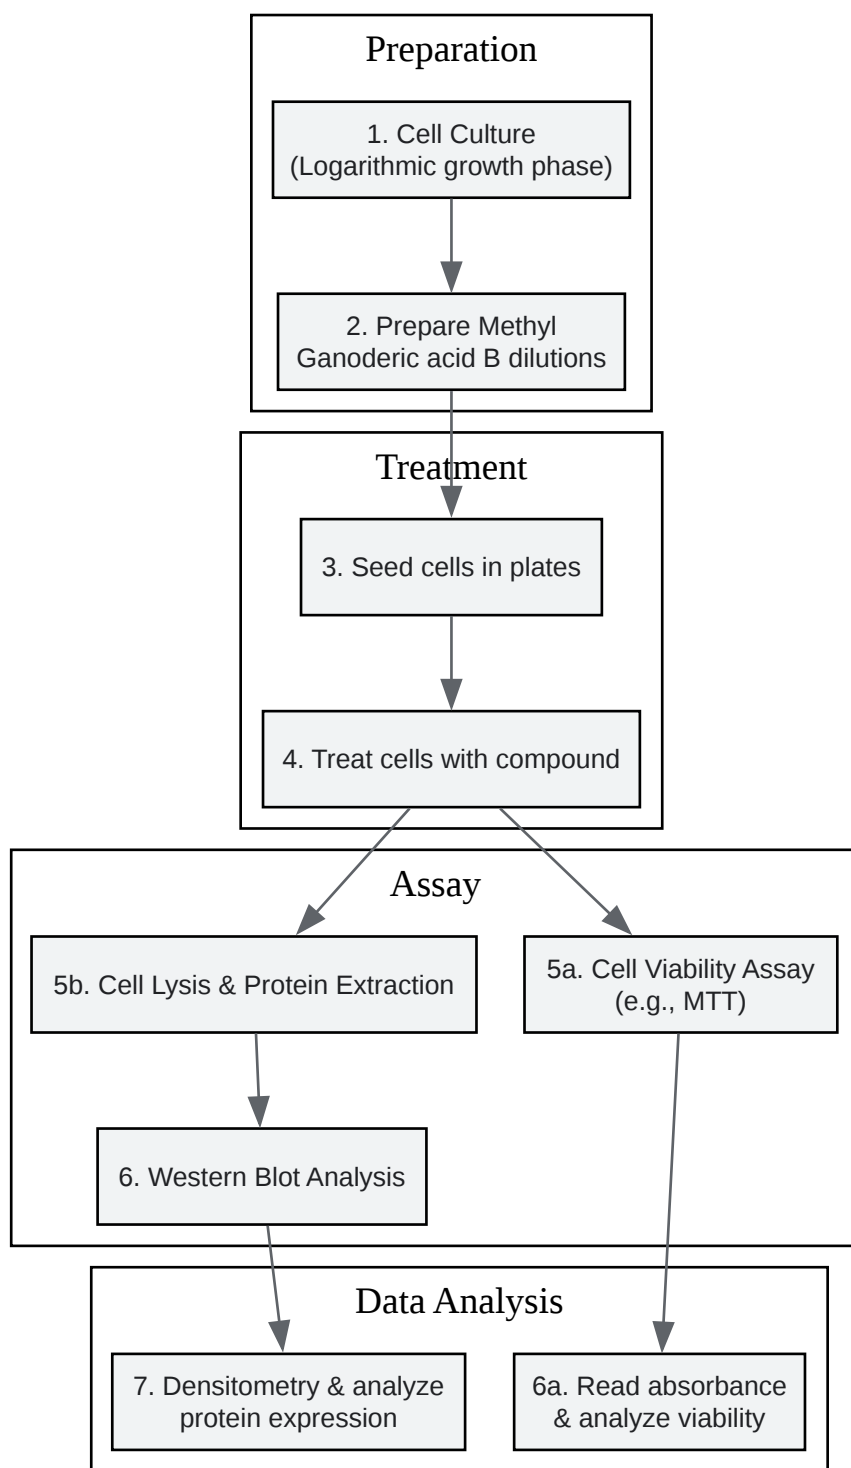 Preparation
1. Cell Culture
(Logarithmic growth phase)
2. Prepare Methyl
Ganoderic acid B dilutions
Treatment
3. Seed cells in plates
4. Treat cells with compound
Assay
5b. Cell Lysis & Protein Extraction
5a. Cell Viability Assay
(e.g., MTT)
6. Western Blot Analysis
Data Analysis
7. Densitometry & analyze
protein expression
6a. Read absorbance
& analyze viability